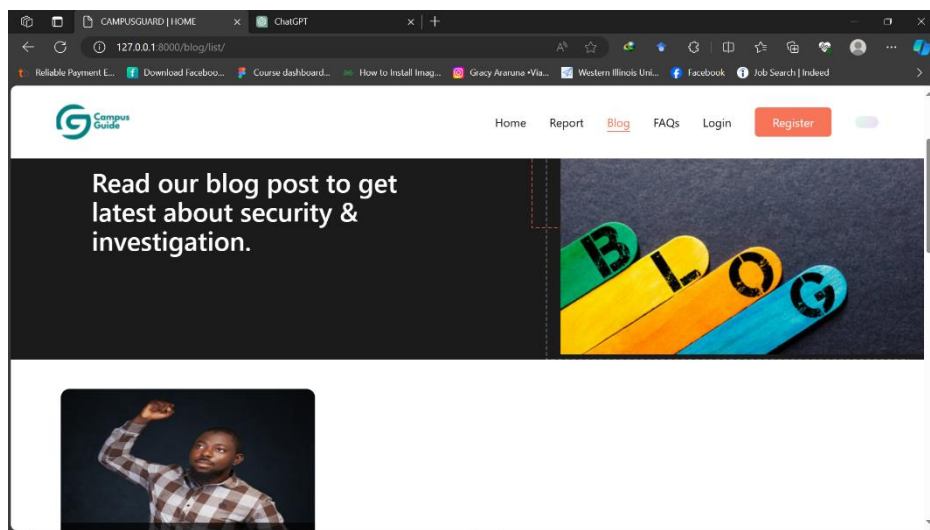 CAMPUSGUARD | HOME
ChatGPT
127.0.0.1:8000/blog/list/
Reliable Payment E...
Download Faceboo...
Course dashboard...
How to Install Imag...
Gracy Araruna •Via...
Western Illinois Uni...
Facebook
Job Search | Indeed
Campus
Guide
Home
Report
Blog
FAQs
Login
Register
Read our blog post to get
latest about security &
investigation.
BLOG